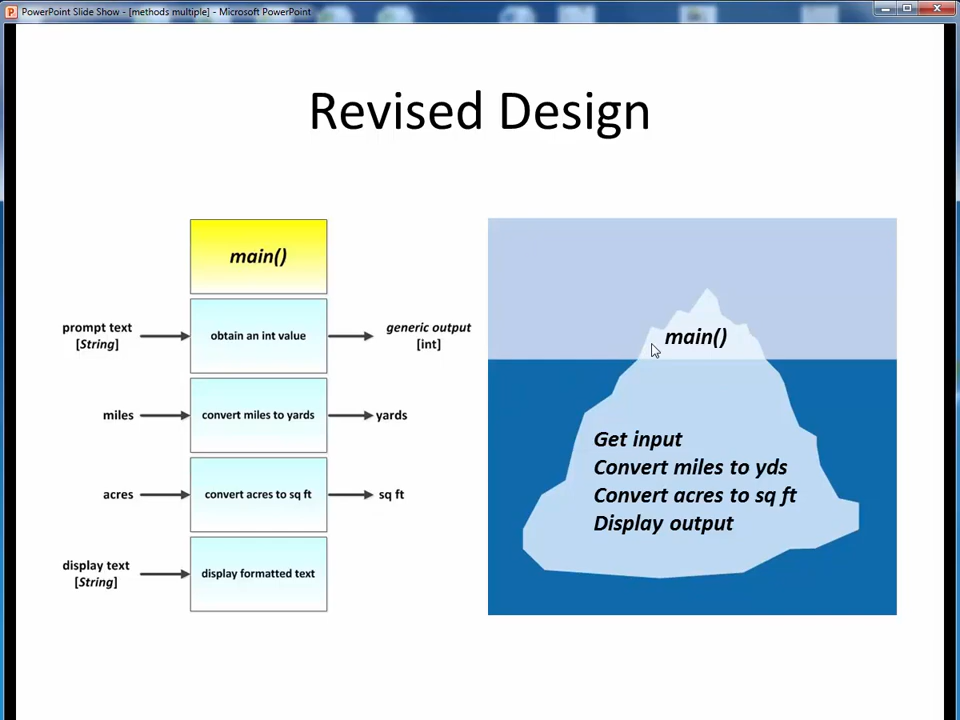 PowerPoint Slide Show - [methods multiple] - Microsoft PowerPoint
Revised Design
main()
prompt text
[String]
obtain an int value
generic output
[int]
miles
convert miles to yards
yards
acres
convert acres to sq ft
sq ft
display text
[String]
display formatted text
main()
Get input
Convert miles to yds
Convert acres to sq ft
Display output